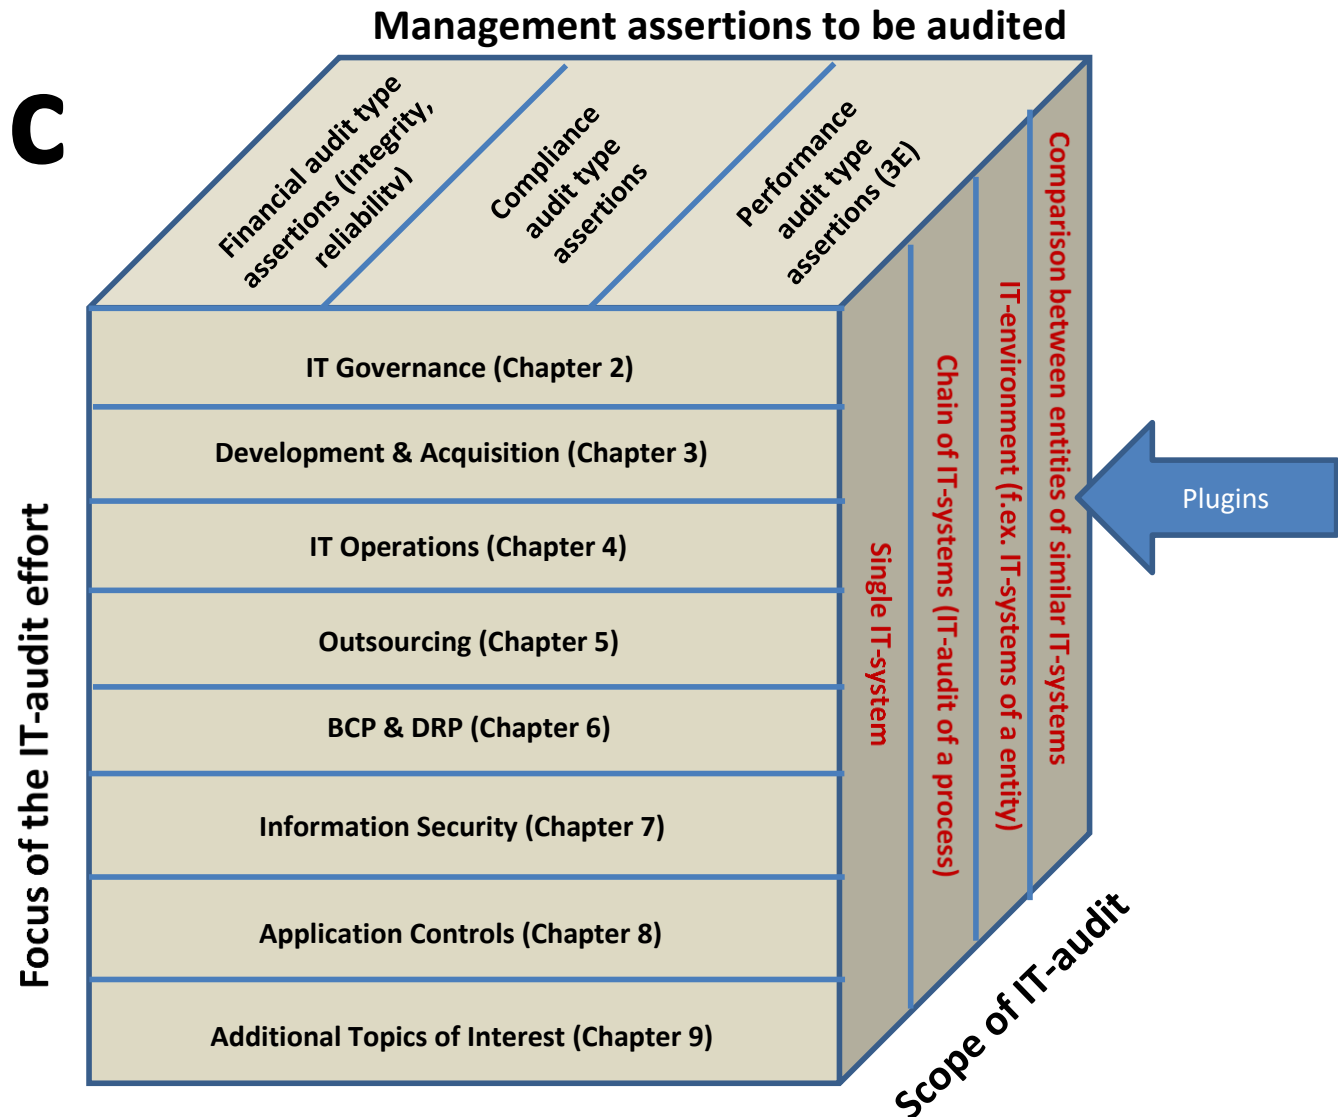 Management assertions to be audited
C
Financial audit type
assertions (integrity,
reliability)
Compliance
audit type
assertions
Performance
audit type
assertions (3E)
Focus of the IT-audit effort
IT Governance (Chapter 2)
Development & Acquisition (Chapter 3)
IT Operations (Chapter 4)
Outsourcing (Chapter 5)
BCP & DRP (Chapter 6)
Information Security (Chapter 7)
Application Controls (Chapter 8)
Additional Topics of Interest (Chapter 9)
Single IT-system
Chain of IT-systems (IT-audit of a process)
IT-environment (f.ex. IT-systems of a entity)
Comparison between entities of similar IT-systems
Plugins
Scope of IT-audit